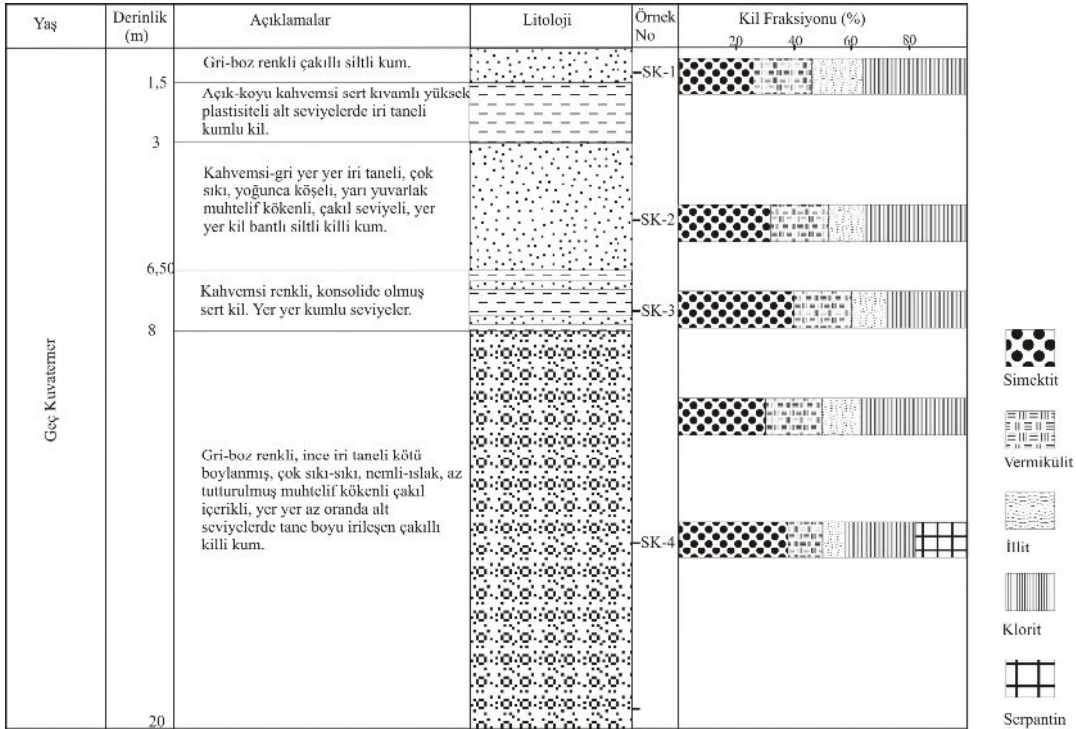 Yaş
Derinlik
(m)
Açıklamalar
Litoloji
Örnek
No
Kil Fraksiyonu (%)
20 40 60 80
Geç Kuvaterner
Gri-boz renkli çakıllı siltli kum.
SK-1
1,5
Açık-koyu kahvemsi sert kıvamlı yüksek
plastisiteli alt seviyelerde iri taneli
kumlu kil.
3
Kahvemsi-gri yer yer iri taneli, çok
sıkı, yoğunca köşeli, yarı yuvarlak
muhtelif kökenli, çakıl seviyeli, yer
yer kil bantlı siltli killi kum.
SK-2
6,50
Kahvemsi renkli, konsolide olmuş
sert kil. Yer yer kumlu seviyeler.
SK-3
8
Gri-boz renkli, ince iri taneli kötü
boylanmış, çok sıkı-sıkı, nemli-ıslak, az
tutturulmuş muhtelif kökenli çakıl
içerikli, yer yer az oranda alt
seviyelerde tane boyu irileşen çakıllı
killi kum.
SK-4
20
Simektit
Vermikülit
İllit
Klorit
Serpantin